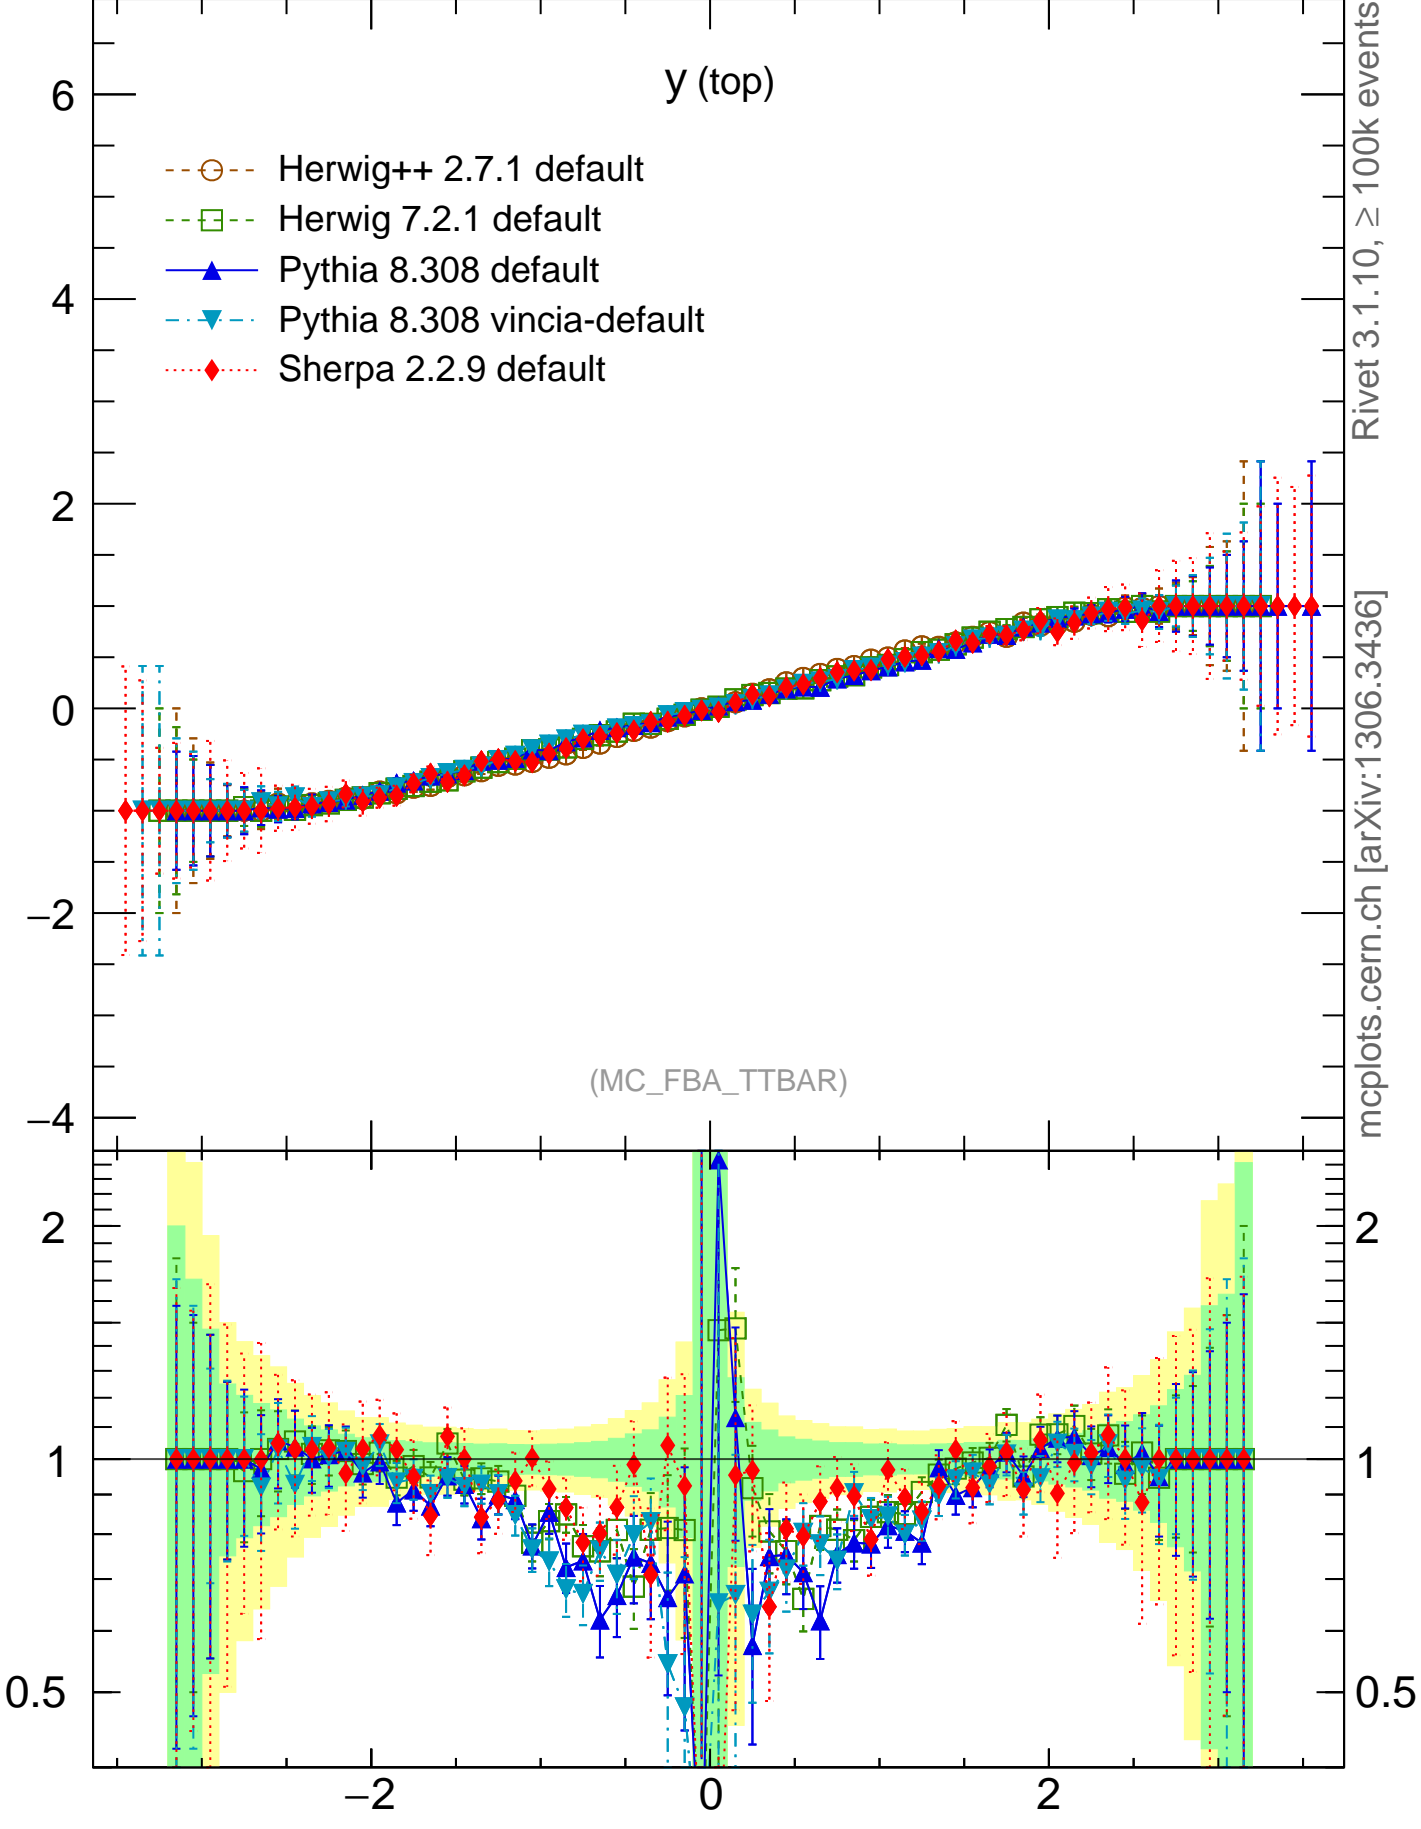 y (top)
Herwig++ 2.7.1 default
Herwig 7.2.1 default
Pythia 8.308 default
Pythia 8.308 vincia-default
Sherpa 2.2.9 default
6
4
2
0
−2
−4
(MC_FBA_TTBAR)
Rivet 3.1.10, ≥ 100k events
mcplots.cern.ch [arXiv:1306.3436]
2
1
0.5
2
1
0.5
−2
0
2